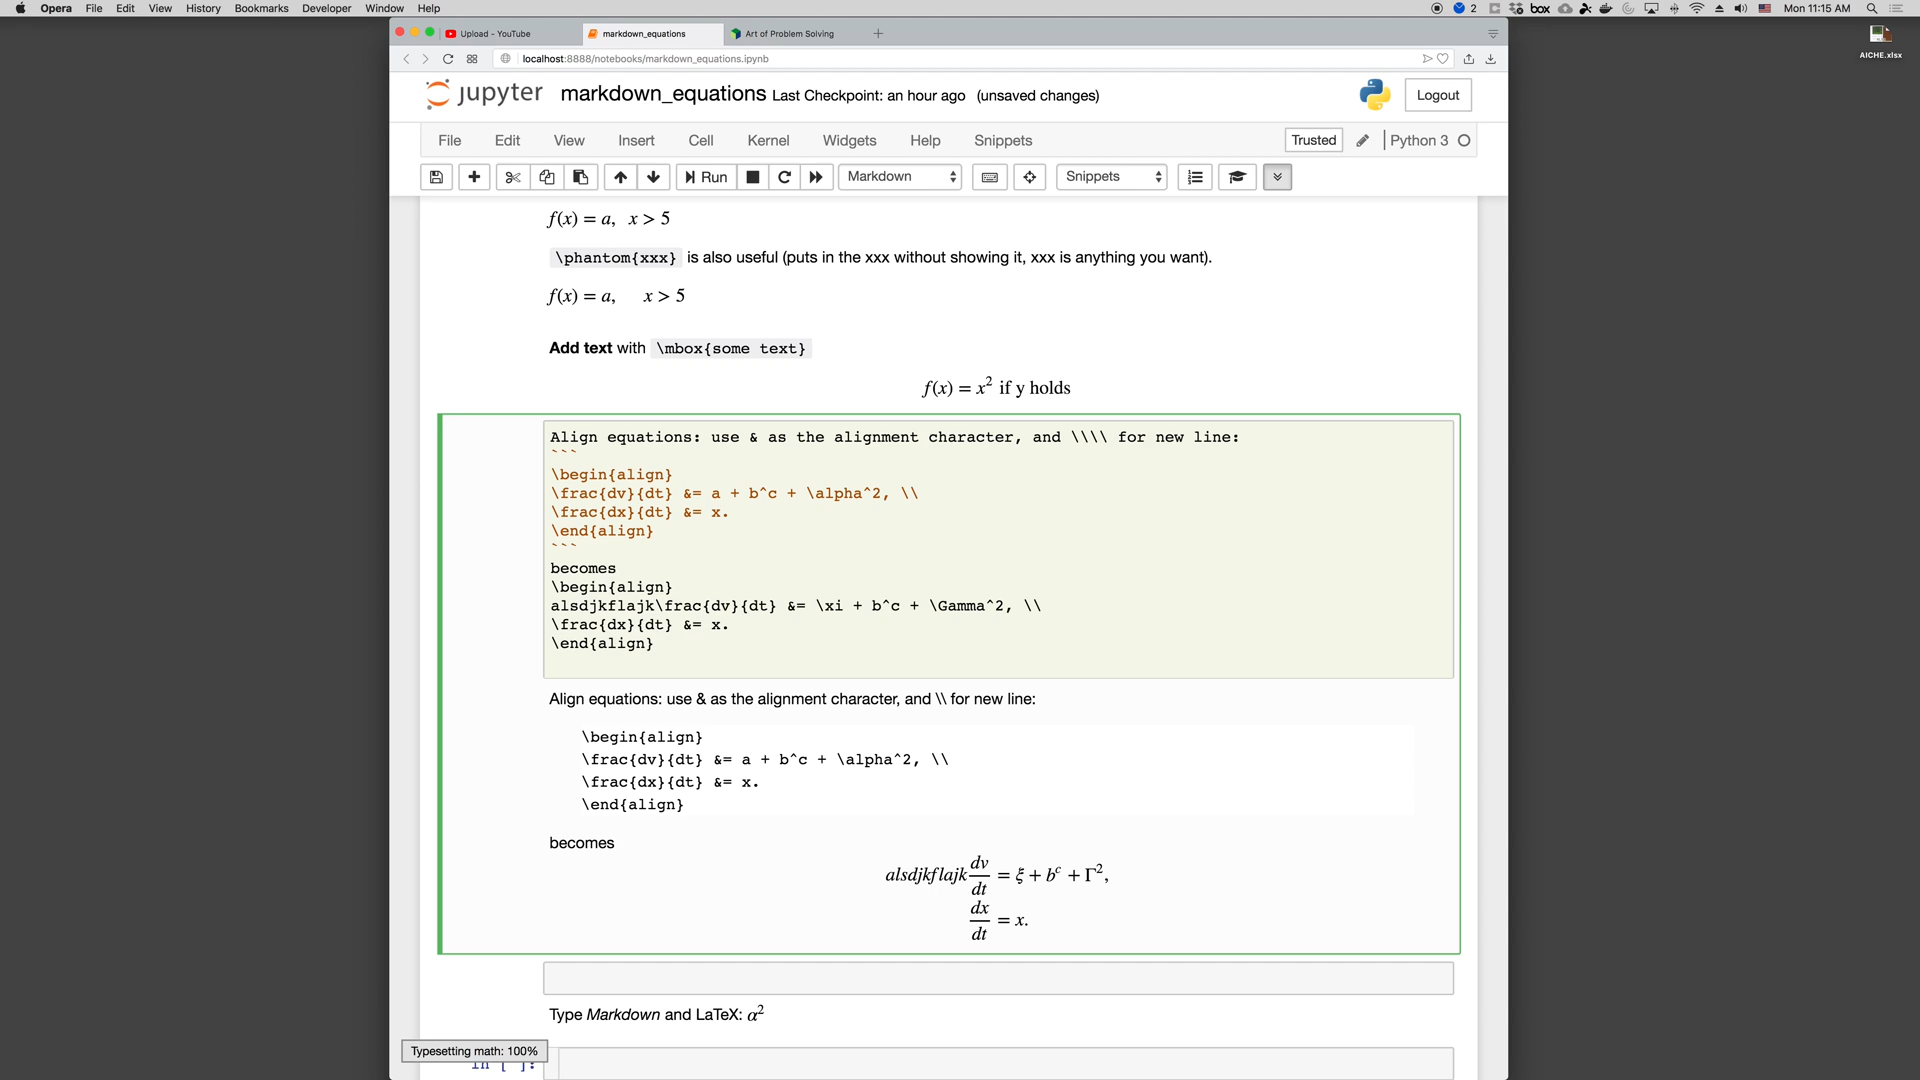 Opera File Edit View History Bookmarks Developer Window Help 2 box Mon 11:15 AM
AICHE.xlsx
Upload - YouTube markdown_equations Art of Problem Solving
localhost:8888/notebooks/markdown_equations.ipynb
jupyter markdown_equations Last Checkpoint: an hour ago (unsaved changes) Logout
File Edit View Insert Cell Kernel Widgets Help Snippets Trusted Python 3
Run Markdown Snippets
f(x) = a, x > 5
\phantom{xxx} is also useful (puts in the xxx without showing it, xxx is anything you want).
f(x) = a, x > 5
Add text with \mbox{some text}
f(x) = x² if y holds
Align equations: use & as the alignment character, and \\\\ for new line:
```
\begin{align}
\frac{dv}{dt} &= a + b^c + \alpha^2, \\
\frac{dx}{dt} &= x.
\end{align}
```
becomes
\begin{align}
alsdjkflajk\frac{dv}{dt} &= \xi + b^c + \Gamma^2, \\
\frac{dx}{dt} &= x.
\end{align}
Align equations: use & as the alignment character, and \\ for new line:
\begin{align}
\frac{dv}{dt} &= a + b^c + \alpha^2, \\
\frac{dx}{dt} &= x.
\end{align}
becomes
alsdjkflajk dv/dt = ξ + b^c + Γ²,
dx/dt = x.
Type Markdown and LaTeX: α²
Typesetting math: 100%
In [ ]: